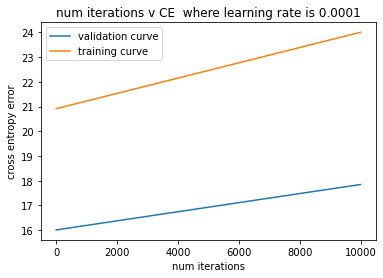 num iterations v CE  where learning rate is 0.0001
validation curve
training curve
cross entropy error
24
23
22
21
20
19
18
17
16
0 2000 4000 6000 8000 10000
num iterations